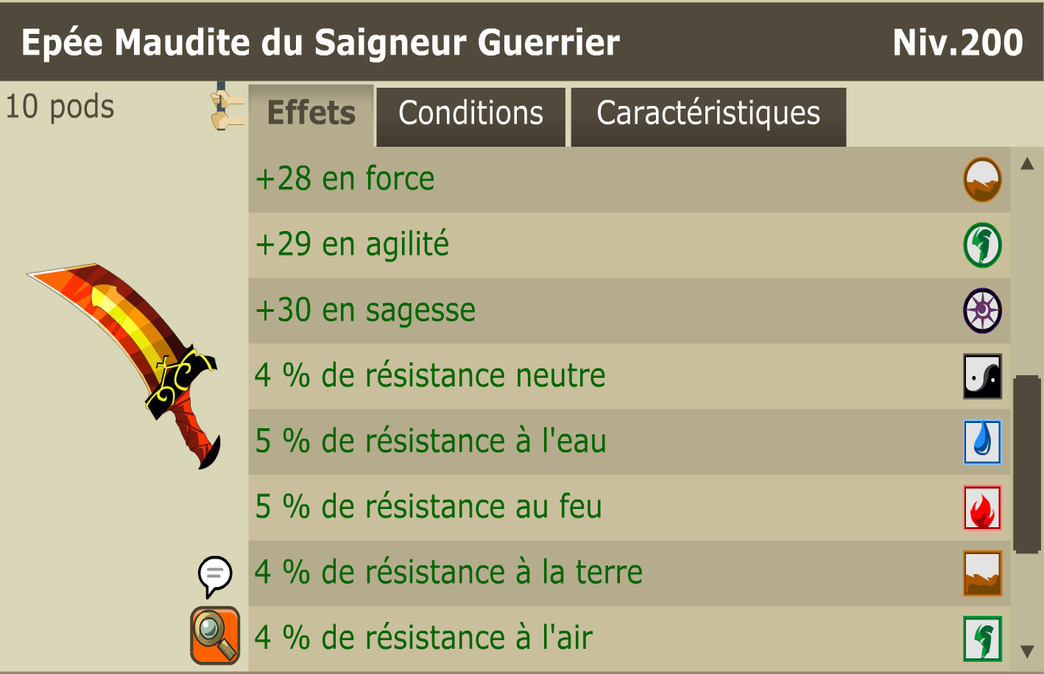 Epée Maudite du Saigneur Guerrier Niv.200
10 pods
Effets Conditions Caractéristiques
+28 en force
+29 en agilité
+30 en sagesse
4 % de résistance neutre
5 % de résistance à l'eau
5 % de résistance au feu
4 % de résistance à la terre
4 % de résistance à l'air